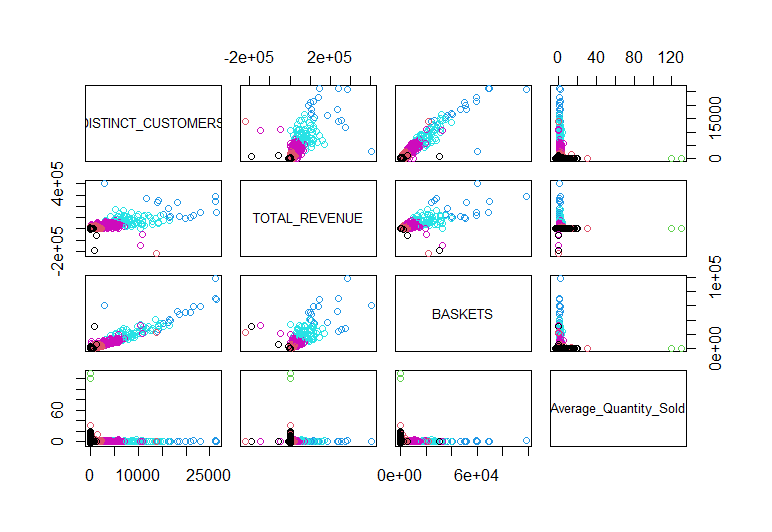 -2e+05 2e+05 0 40 80 120
DISTINCT_CUSTOMERS 0 15000
-2e+05 4e+05 TOTAL_REVENUE
BASKETS 0e+00 1e+05
0 60 Average_Quantity_Sold
0 10000 25000 0e+00 6e+04